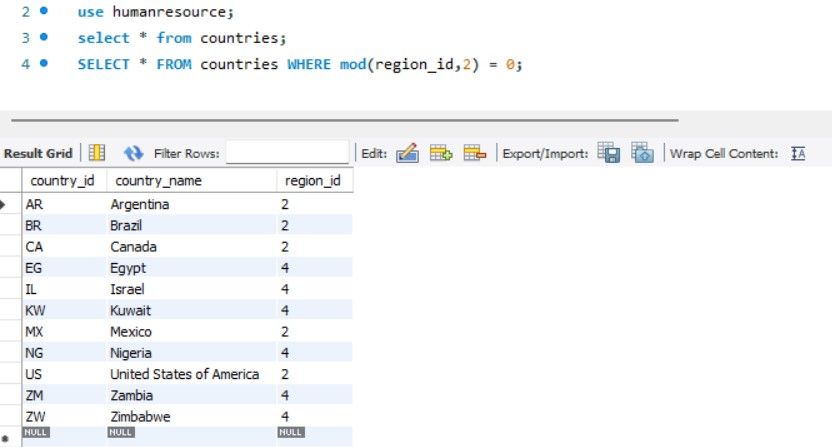 2 use humanresource;
3 select * from countries;
4 SELECT * FROM countries WHERE mod(region_id,2) = 0;
Result Grid Filter Rows: Edit: Export/Import: Wrap Cell Content: IA
country_id country_name region_id
AR Argentina 2
BR Brazil 2
CA Canada 2
EG Egypt 4
IL Israel 4
KW Kuwait 4
MX Mexico 2
NG Nigeria 4
US United States of America 2
ZM Zambia 4
ZW Zimbabwe 4
NULL NULL NULL